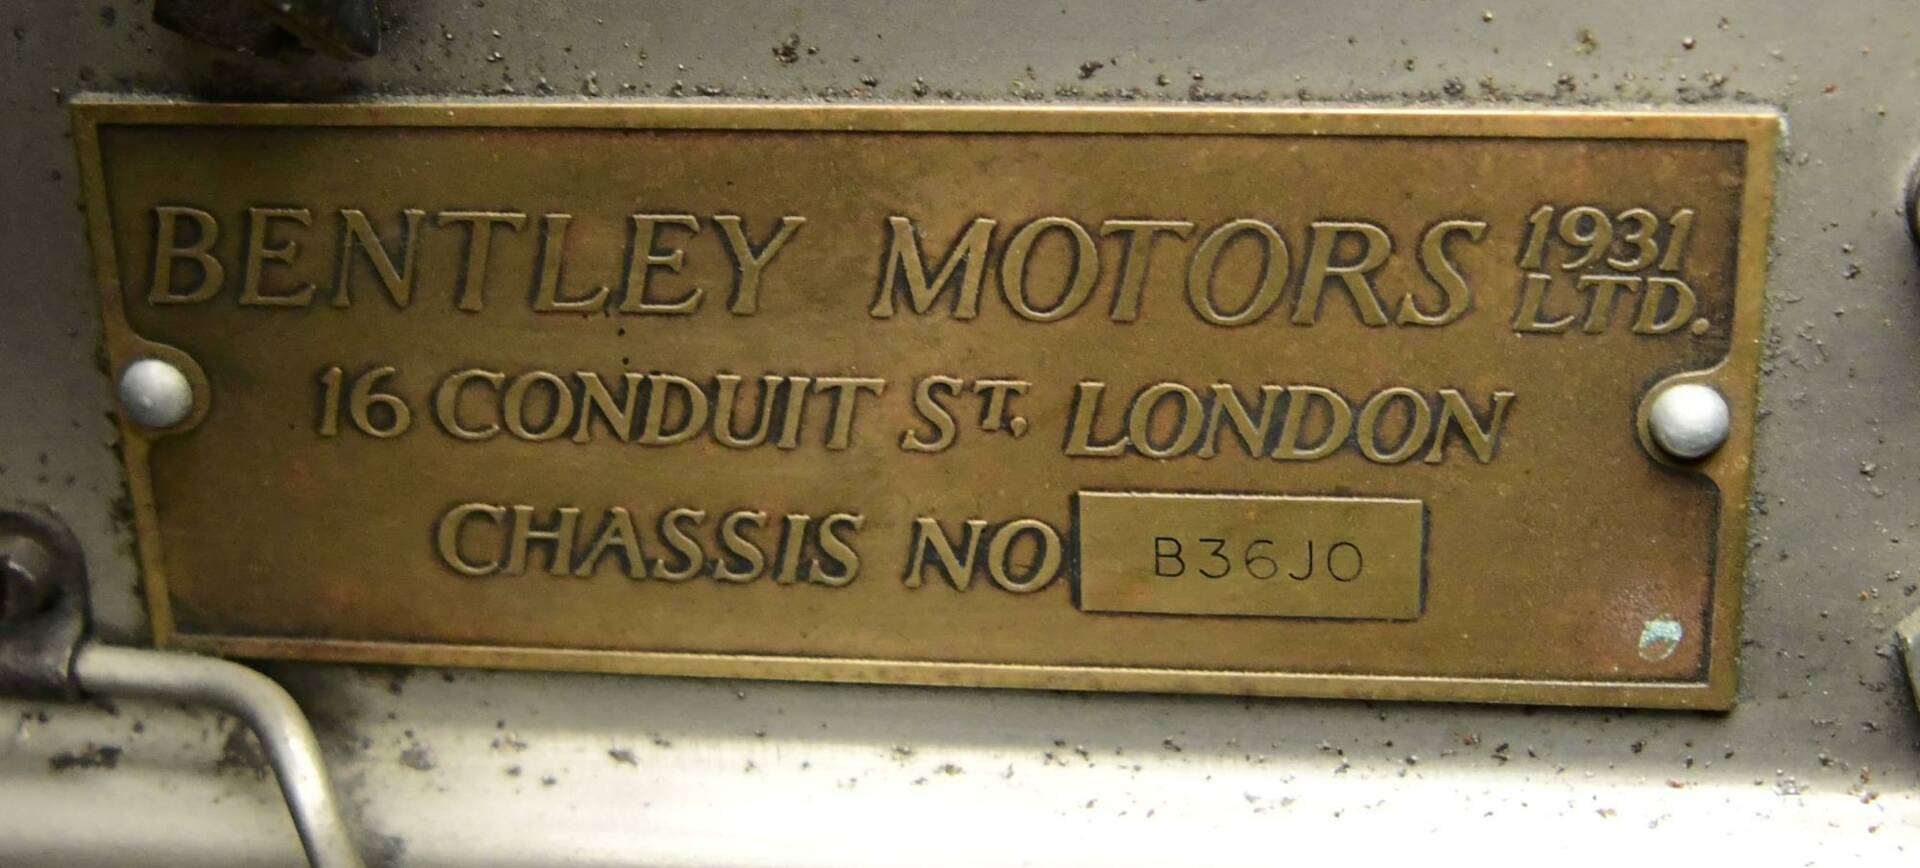 BENTLEY MOTORS 1931 LTD.
16 CONDUIT ST. LONDON
CHASSIS NO B36JO